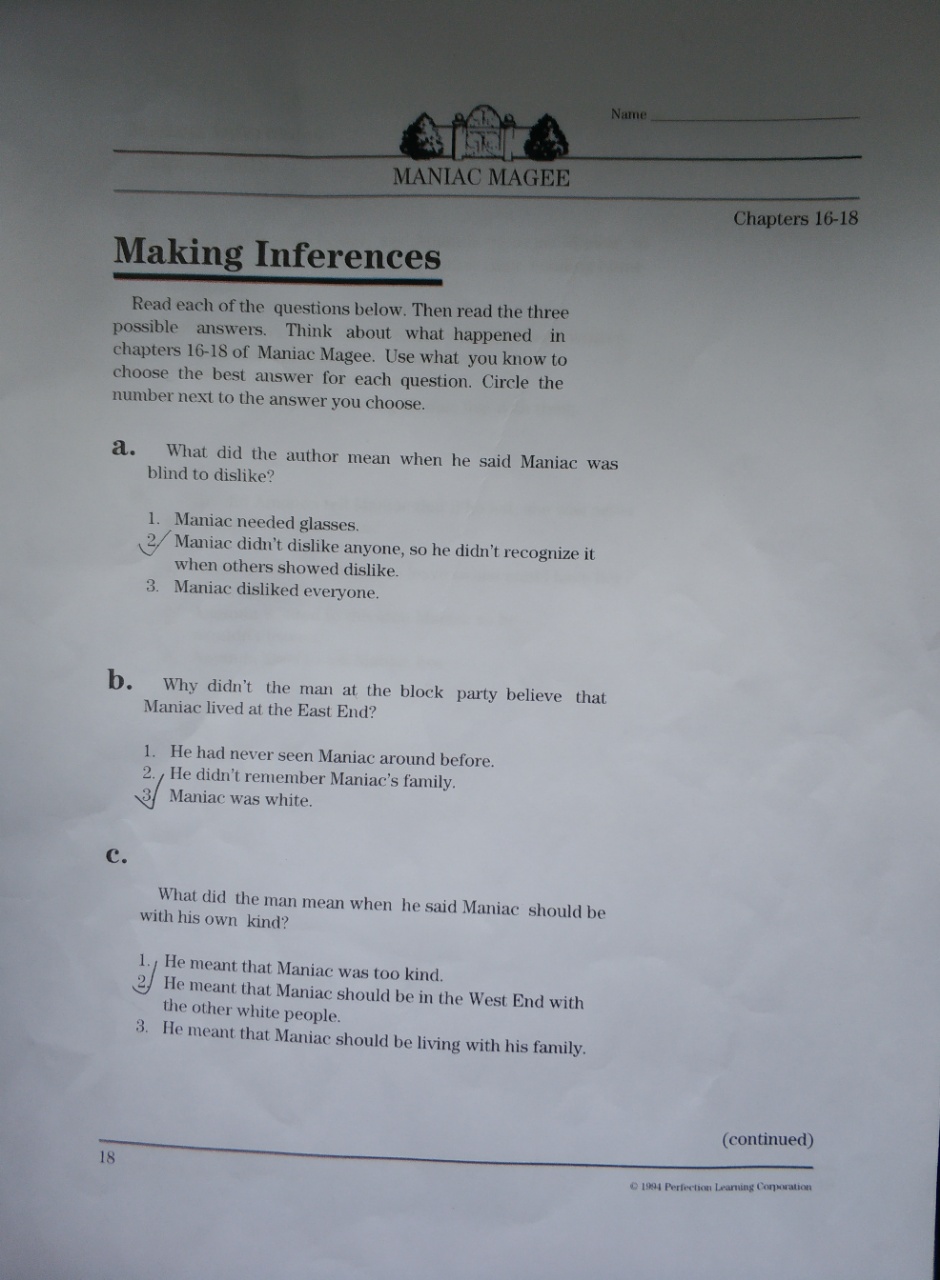 Name
MANIAC MAGEE
Chapters 16-18
Making Inferences
Read each of the questions below. Then read the three
possible answers. Think about what happened in
chapters 16-18 of Maniac Magee. Use what you know to
choose the best answer for each question. Circle the
number next to the answer you choose.
a. What did the author mean when he said Maniac was
blind to dislike?
1. Maniac needed glasses.
2. Maniac didn't dislike anyone, so he didn't recognize it
when others showed dislike.
3. Maniac disliked everyone.
b. Why didn't the man at the block party believe that
Maniac lived at the East End?
1. He had never seen Maniac around before.
2. He didn't remember Maniac's family.
3. Maniac was white.
c.
What did the man mean when he said Maniac should be
with his own kind?
1. He meant that Maniac was too kind.
2. He meant that Maniac should be in the West End with
the other white people.
3. He meant that Maniac should be living with his family.
(continued)
18
© 1994 Perfection Learning Corporation